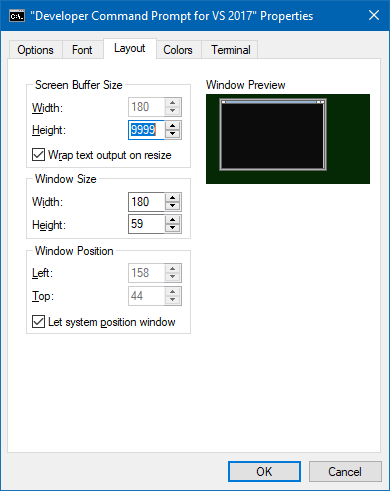 "Developer Command Prompt for VS 2017" Properties
Options Font Layout Colors Terminal
Screen Buffer Size
Width: 180
Height: 9999
Wrap text output on resize
Window Size
Width: 180
Height: 59
Window Position
Left: 158
Top: 44
Let system position window
Window Preview
OK Cancel